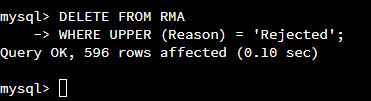 mysql> DELETE FROM RMA
    -> WHERE UPPER (Reason) = 'Rejected';
Query OK, 596 rows affected (0.10 sec)
mysql>